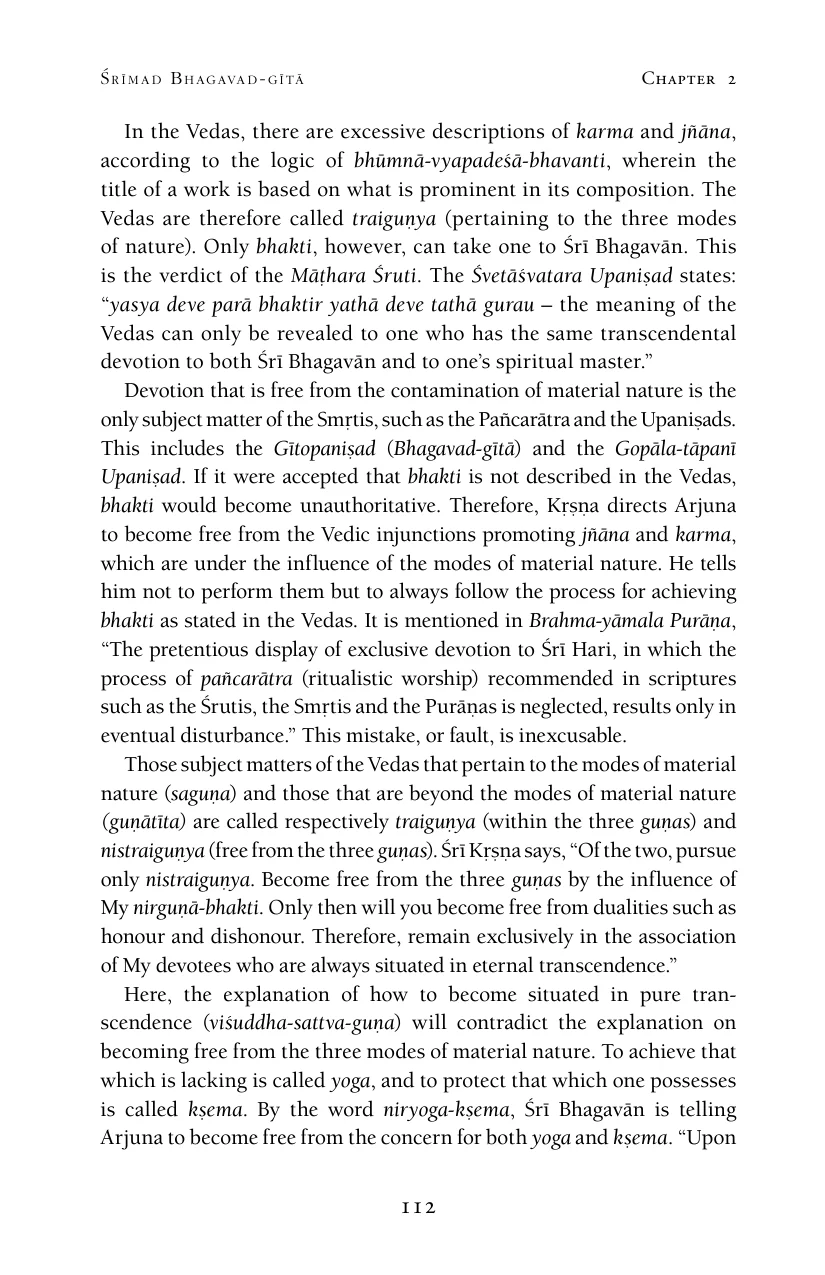 Śrīmad Bhagavad-gītā Chapter 2
In the Vedas, there are excessive descriptions of karma and jñāna,
according to the logic of bhūmnā-vyapadeśā-bhavanti, wherein the
title of a work is based on what is prominent in its composition. The
Vedas are therefore called traiguṇya (pertaining to the three modes
of nature). Only bhakti, however, can take one to Śrī Bhagavān. This
is the verdict of the Māṭhara Śruti. The Śvetāśvatara Upaniṣad states:
“yasya deve parā bhaktir yathā deve tathā gurau – the meaning of the
Vedas can only be revealed to one who has the same transcendental
devotion to both Śrī Bhagavān and to one’s spiritual master.”
Devotion that is free from the contamination of material nature is the
only subject matter of the Smṛtis, such as the Pañcarātra and the Upaniṣads.
This includes the Gītopaniṣad (Bhagavad-gītā) and the Gopāla-tāpanī
Upaniṣad. If it were accepted that bhakti is not described in the Vedas,
bhakti would become unauthoritative. Therefore, Kṛṣṇa directs Arjuna
to become free from the Vedic injunctions promoting jñāna and karma,
which are under the influence of the modes of material nature. He tells
him not to perform them but to always follow the process for achieving
bhakti as stated in the Vedas. It is mentioned in Brahma-yāmala Purāṇa,
“The pretentious display of exclusive devotion to Śrī Hari, in which the
process of pañcarātra (ritualistic worship) recommended in scriptures
such as the Śrutis, the Smṛtis and the Purāṇas is neglected, results only in
eventual disturbance.” This mistake, or fault, is inexcusable.
Those subject matters of the Vedas that pertain to the modes of material
nature (saguṇa) and those that are beyond the modes of material nature
(guṇātīta) are called respectively traiguṇya (within the three guṇas) and
nistraiguṇya (free from the three guṇas). Śrī Kṛṣṇa says, “Of the two, pursue
only nistraiguṇya. Become free from the three guṇas by the influence of
My nirguṇā-bhakti. Only then will you become free from dualities such as
honour and dishonour. Therefore, remain exclusively in the association
of My devotees who are always situated in eternal transcendence.”
Here, the explanation of how to become situated in pure tran-
scendence (viśuddha-sattva-guṇa) will contradict the explanation on
becoming free from the three modes of material nature. To achieve that
which is lacking is called yoga, and to protect that which one possesses
is called kṣema. By the word niryoga-kṣema, Śrī Bhagavān is telling
Arjuna to become free from the concern for both yoga and kṣema. “Upon
112